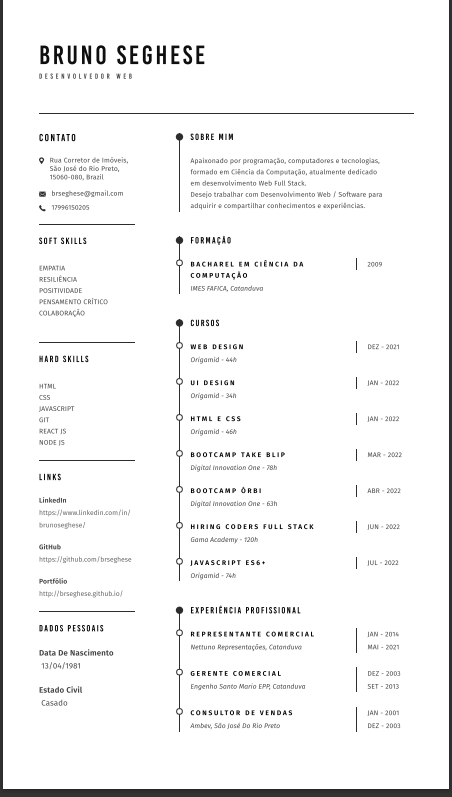 BRUNO SEGHESE
DESENVOLVEDOR WEB
CONTATO
Rua Corretor de Imóveis,
São José do Rio Preto,
15060-080, Brazil
brseghese@gmail.com
17996150205
SOFT SKILLS
EMPATIA
RESILIÊNCIA
POSITIVIDADE
PENSAMENTO CRÍTICO
COLABORAÇÃO
HARD SKILLS
HTML
CSS
JAVASCRIPT
GIT
REACT JS
NODE JS
LINKS
LinkedIn
https://www.linkedin.com/in/
brunoseghese/
GitHub
https://github.com/brseghese
Portfólio
http://brseghese.github.io/
DADOS PESSOAIS
Data De Nascimento
13/04/1981
Estado Civil
Casado
SOBRE MIM
Apaixonado por programação, computadores e tecnologias,
formado em Ciência da Computação, atualmente dedicado
em desenvolvimento Web Full Stack.
Desejo trabalhar com Desenvolvimento Web / Software para
adquirir e compartilhar conhecimentos e experiências.
FORMAÇÃO
BACHAREL EM CIÊNCIA DA
COMPUTAÇÃO
2009
IMES FAFICA, Catanduva
CURSOS
WEB DESIGN
DEZ - 2021
Origamid - 44h
UI DESIGN
JAN - 2022
Origamid - 34h
HTML E CSS
JAN - 2022
Origamid - 46h
BOOTCAMP TAKE BLIP
MAR - 2022
Digital Innovation One - 78h
BOOTCAMP ÓRBI
ABR - 2022
Digital Innovation One - 63h
HIRING CODERS FULL STACK
JUN - 2022
Gama Academy - 120h
JAVASCRIPT ES6+
JUL - 2022
Origamid - 74h
EXPERIÊNCIA PROFISSIONAL
REPRESENTANTE COMERCIAL
JAN - 2014
Nettuno Representações, Catanduva
MAI - 2021
GERENTE COMERCIAL
DEZ - 2003
Engenho Santo Mario EPP, Catanduva
SET - 2013
CONSULTOR DE VENDAS
JAN - 2001
Ambev, São José Do Rio Preto
DEZ - 2003